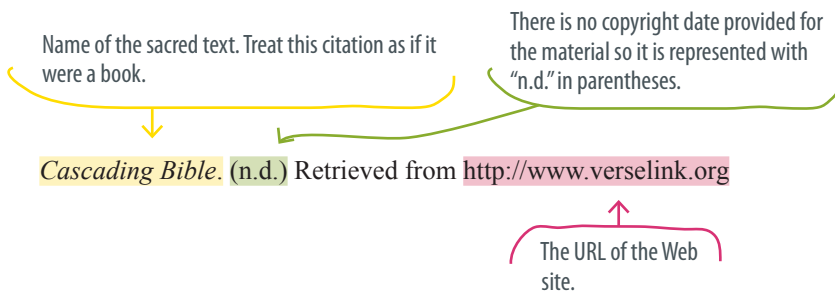 Name of the sacred text. Treat this citation as if it
were a book.
There is no copyright date provided for
the material so it is represented with
“n.d.” in parentheses.
Cascading Bible. (n.d.) Retrieved from http://www.verselink.org
The URL of the Web
site.